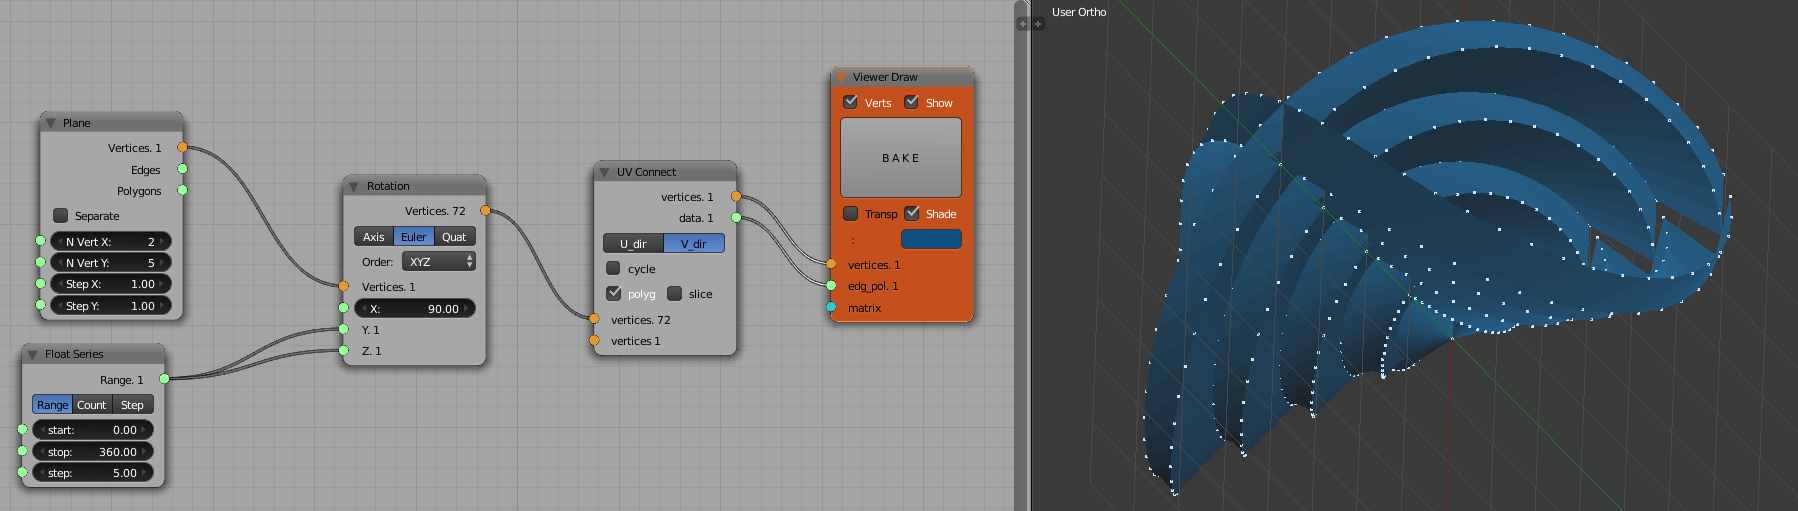 Plane
Vertices. 1
Edges
Polygons
Separate
N Vert X: 2
N Vert Y: 5
Step X: 1.00
Step Y: 1.00
Float Series
Range. 1
Range Count Step
start: 0.00
stop: 360.00
step: 5.00
Rotation
Vertices. 72
Axis Euler Quat
Order: XYZ
Vertices. 1
X: 90.00
Y. 1
Z. 1
UV Connect
vertices. 1
data. 1
U_dir V_dir
cycle
polyg slice
vertices. 72
vertices 1
Viewer Draw
Verts Show
BAKE
Transp Shade
:
vertices. 1
edg_pol. 1
matrix
User Ortho